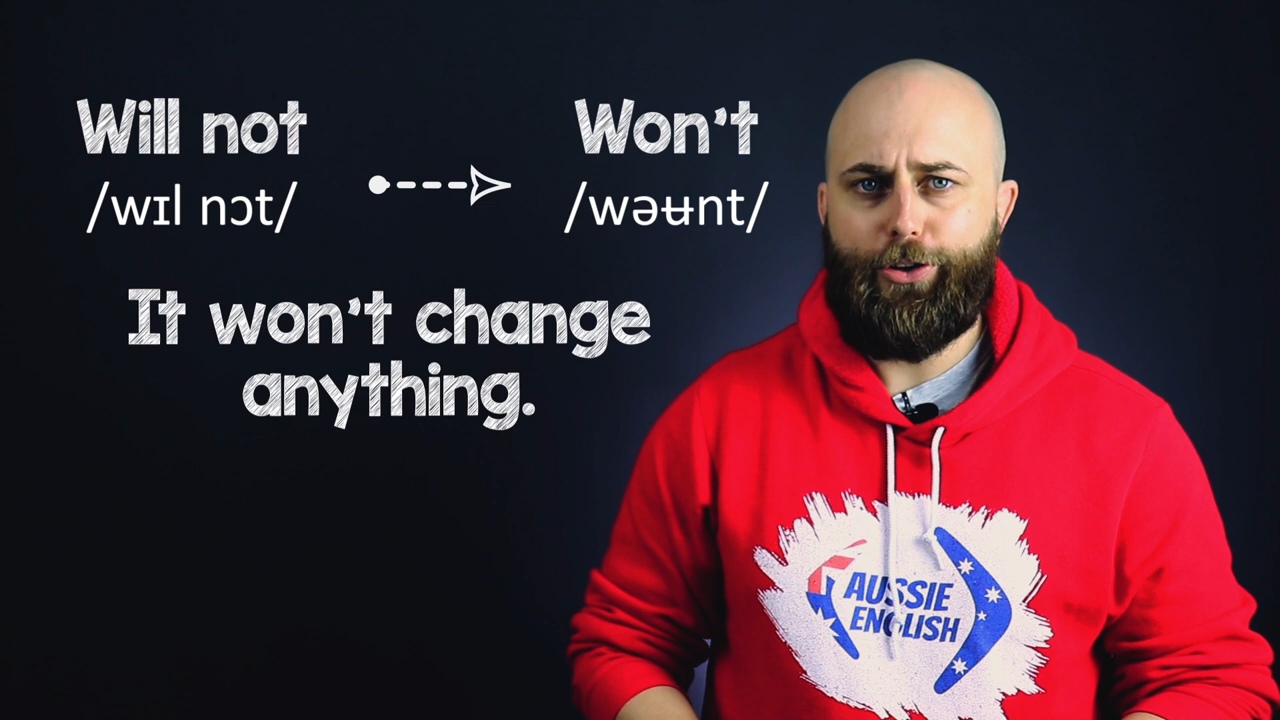 Will not
Won't
/wɪl nɔt/
/wəʉnt/
It won't change
anything.
AUSSIE
ENGLISH